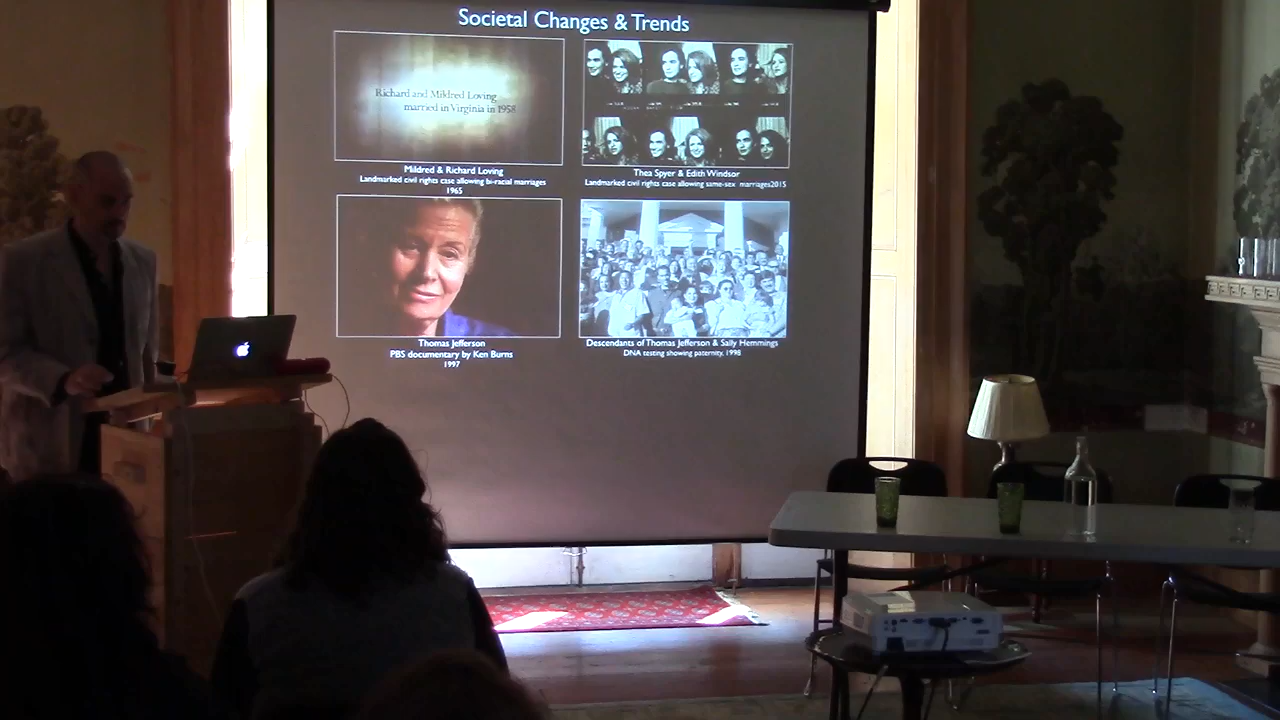 Societal Changes & Trends
Richard and Mildred Loving
married in Virginia in 1958
Mildred & Richard Loving
Landmarked civil rights case allowing bi-racial marriages
1965
Thea Spyer & Edith Windsor
Landmarked civil rights case allowing same-sex marriages2015
Thomas Jefferson
PBS documentary by Ken Burns
1997
Descendants of Thomas Jefferson & Sally Hemmings
DNA testing showing paternity, 1998